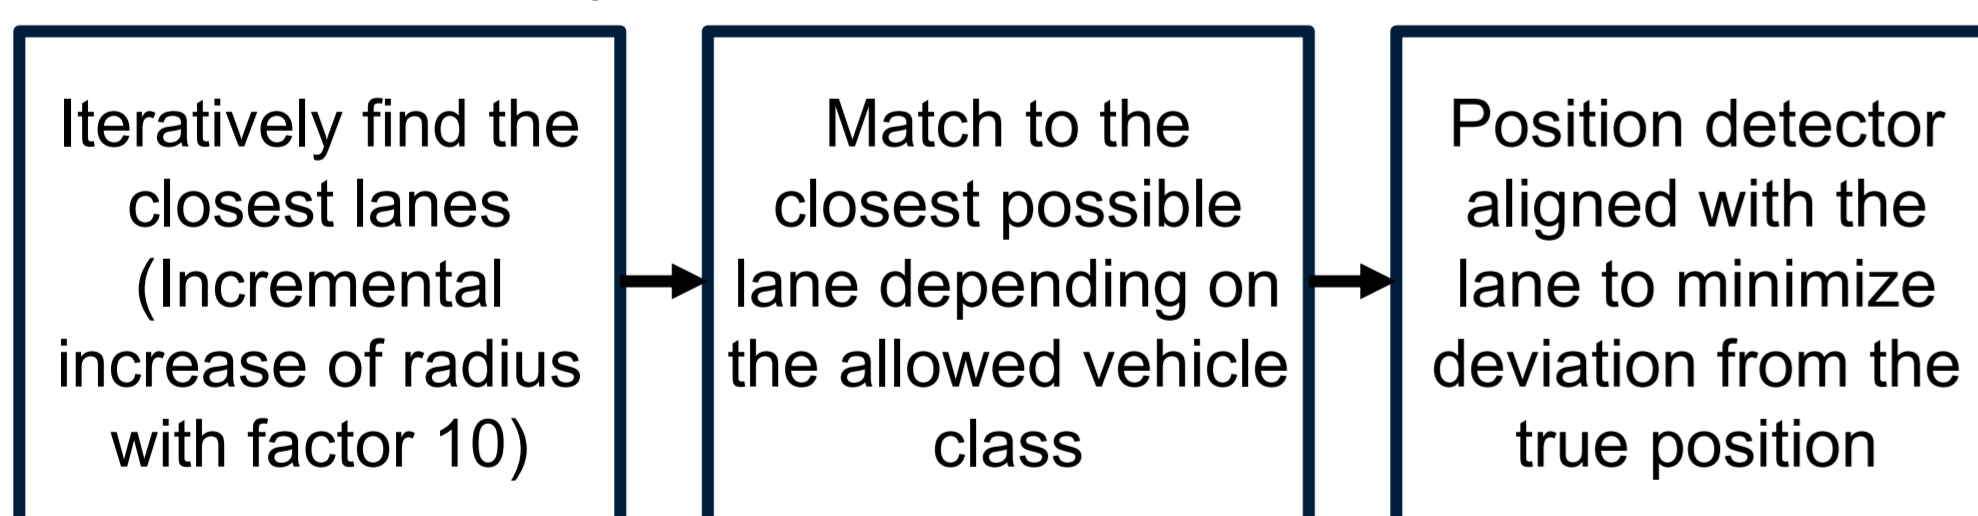 Iteratively find the
closest lanes
(Incremental
increase of radius
with factor 10)
Match to the
closest possible
lane depending on
the allowed vehicle
class
Position detector
aligned with the
lane to minimize
deviation from the
true position